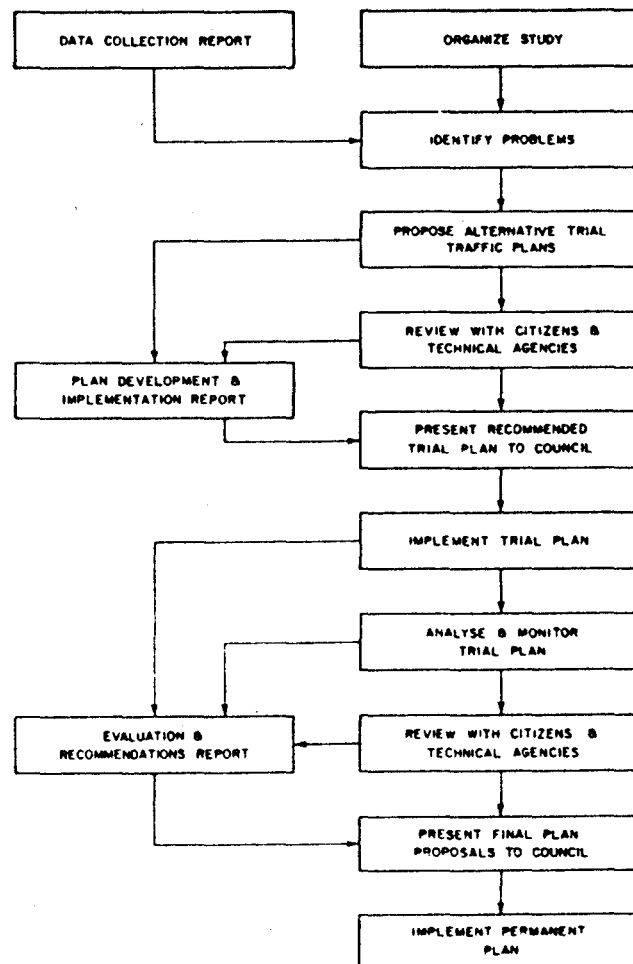 DATA COLLECTION REPORT
ORGANIZE STUDY
IDENTIFY PROBLEMS
PROPOSE ALTERNATIVE TRIAL
TRAFFIC PLANS
REVIEW WITH CITIZENS &
TECHNICAL AGENCIES
PLAN DEVELOPMENT &
IMPLEMENTATION REPORT
PRESENT RECOMMENDED
TRIAL PLAN TO COUNCIL
IMPLEMENT TRIAL PLAN
ANALYSE & MONITOR
TRIAL PLAN
EVALUATION &
RECOMMENDATIONS REPORT
REVIEW WITH CITIZENS &
TECHNICAL AGENCIES
PRESENT FINAL PLAN
PROPOSALS TO COUNCIL
IMPLEMENT PERMANENT
PLAN